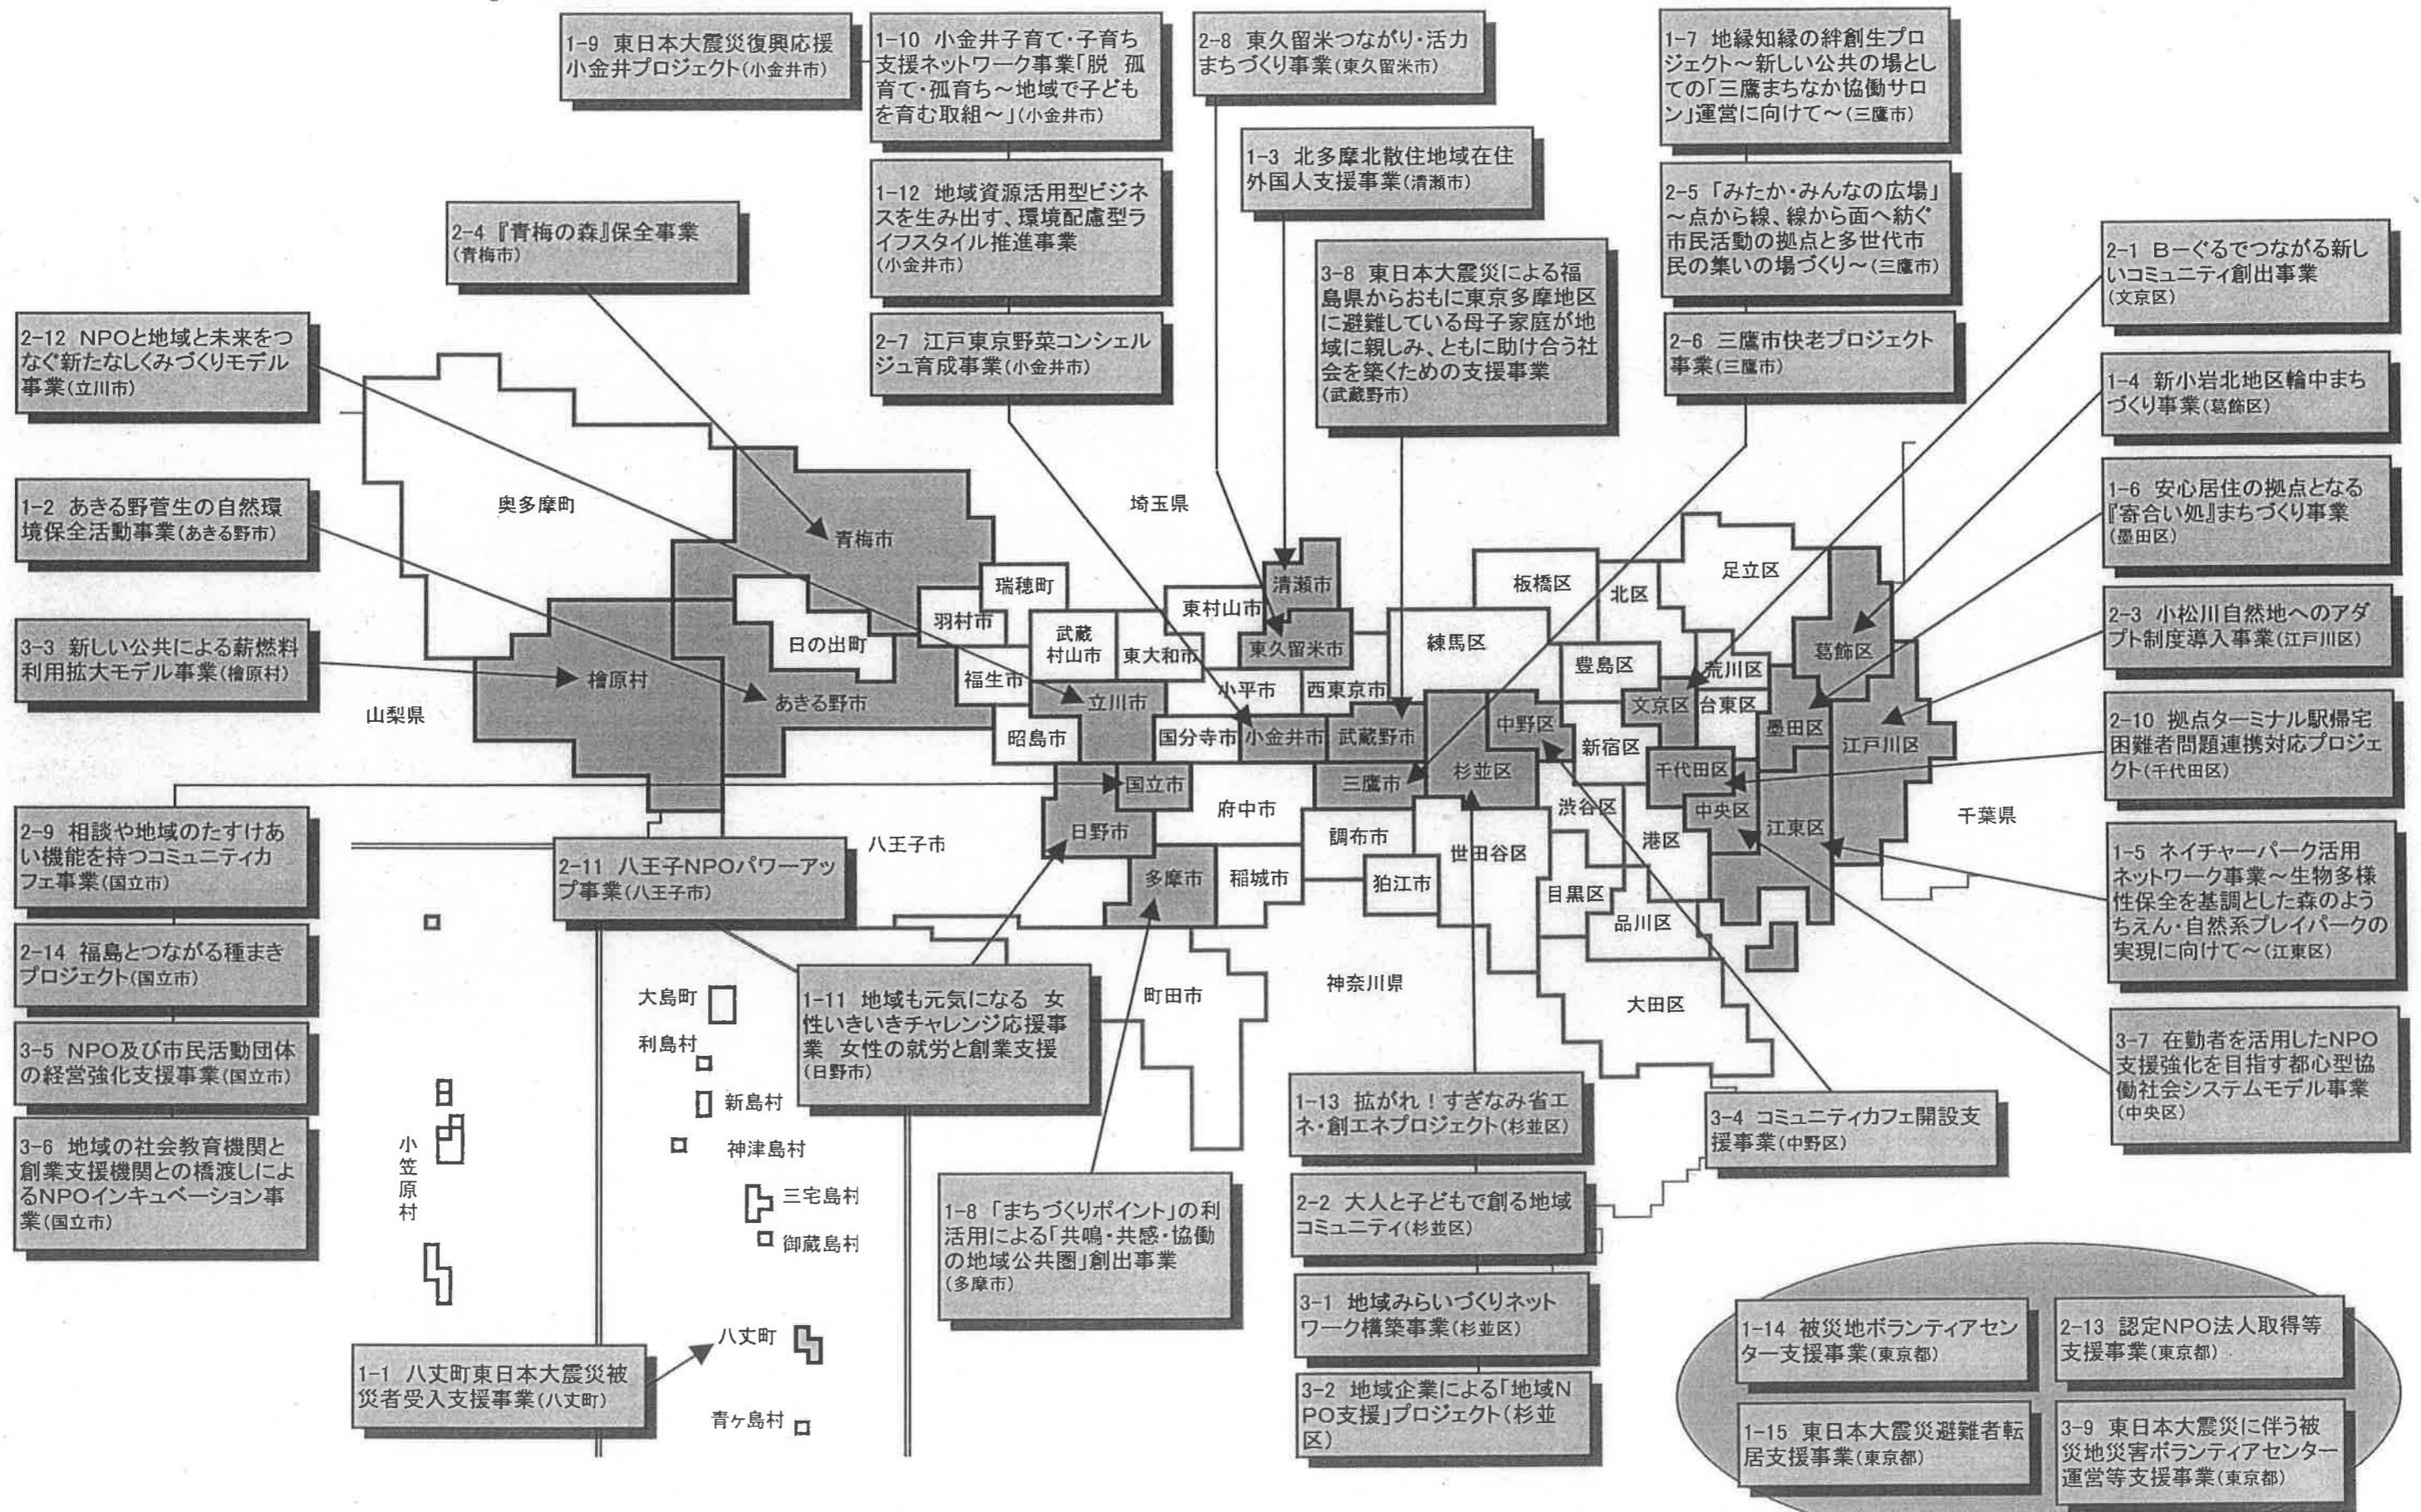 1-9 東日本大震災復興応援
小金井プロジェクト(小金井市)
1-10 小金井子育て・子育ち
支援ネットワーク事業「脱 孤
育て・孤育ち～地域で子ども
を育む取組～」(小金井市)
2-8 東久留米つながり・活力
まちづくり事業(東久留米市)
1-7 地縁知縁の絆創生プロ
ジェクト～新しい公共の場とし
ての「三鷹まちなか協働サロ
ン」運営に向けて～(三鷹市)
1-3 北多摩北散住地域在住
外国人支援事業(清瀬市)
1-12 地域資源活用型ビジネ
スを生み出す、環境配慮型ラ
イフスタイル推進事業
(小金井市)
2-5 「みたか・みんなの広場」
～点から線、線から面へ紡ぐ
市民活動の拠点と多世代市
民の集いの場づくり～(三鷹市)
2-4 『青梅の森』保全事業
(青梅市)
2-1 Bーぐるでつながる新し
いコミュニティ創出事業
(文京区)
3-8 東日本大震災による福
島県からおもに東京多摩地区
に避難している母子家庭が地
域に親しみ、ともに助け合う社
会を築くための支援事業
(武蔵野市)
2-12 NPOと地域と未来をつ
なぐ新たなしくみづくりモデル
事業(立川市)
2-7 江戸東京野菜コンシェル
ジュ育成事業(小金井市)
2-6 三鷹市快老プロジェクト
事業(三鷹市)
1-4 新小岩北地区輪中まち
づくり事業(葛飾区)
1-2 あきる野菅生の自然環
境保全活動事業(あきる野市)
1-6 安心居住の拠点となる
『寄合い処』まちづくり事業
(墨田区)
3-3 新しい公共による薪燃料
利用拡大モデル事業(檜原村)
2-3 小松川自然地へのアダ
プト制度導入事業(江戸川区)
2-10 拠点ターミナル駅帰宅
困難者問題連携対応プロジェ
クト(千代田区)
奥多摩町
埼玉県
青梅市
瑞穂町
清瀬市
板橋区
北区
足立区
羽村市
東村山市
武蔵
村山市
東大和市
東久留米市
練馬区
日の出町
豊島区
荒川区
葛飾区
檜原村
福生市
小平市
西東京市
あきる野市
立川市
文京区
台東区
山梨県
昭島市
国分寺市
小金井市
武蔵野市
中野区
新宿区
墨田区
江戸川区
国立市
三鷹市
杉並区
千代田区
府中市
渋谷区
中央区
千葉県
日野市
八王子市
調布市
世田谷区
港区
江東区
多摩市
稲城市
狛江市
目黒区
品川区
町田市
神奈川県
大田区
2-9 相談や地域のたすけあ
い機能を持つコミュニティカ
フェ事業(国立市)
2-11 八王子NPOパワーアッ
プ事業(八王子市)
1-5 ネイチャーパーク活用
ネットワーク事業～生物多様
性保全を基調とした森のよう
ちえん・自然系プレイパークの
実現に向けて～(江東区)
2-14 福島とつながる種まき
プロジェクト(国立市)
1-11 地域も元気になる 女
性いきいきチャレンジ応援事
業 女性の就労と創業支援
(日野市)
3-5 NPO及び市民活動団体
の経営強化支援事業(国立市)
3-7 在勤者を活用したNPO
支援強化を目指す都心型協
働社会システムモデル事業
(中央区)
3-6 地域の社会教育機関と
創業支援機関との橋渡しによ
るNPOインキュベーション事
業(国立市)
1-13 拡がれ！すぎなみ省エ
ネ・創エネプロジェクト(杉並区)
3-4 コミュニティカフェ開設支
援事業(中野区)
大島町
利島村
新島村
神津島村
三宅島村
御蔵島村
小笠原村
八丈町
青ヶ島村
1-8 「まちづくりポイント」の利
活用による「共鳴・共感・協働
の地域公共圏」創出事業
(多摩市)
2-2 大人と子どもで創る地域
コミュニティ(杉並区)
3-1 地域みらいづくりネット
ワーク構築事業(杉並区)
3-2 地域企業による「地域N
PO支援」プロジェクト(杉並
区)
1-1 八丈町東日本大震災被
災者受入支援事業(八丈町)
1-14 被災地ボランティアセン
ター支援事業(東京都)
2-13 認定NPO法人取得等
支援事業(東京都)
1-15 東日本大震災避難者転
居支援事業(東京都)
3-9 東日本大震災に伴う被
災地災害ボランティアセンター
運営等支援事業(東京都)